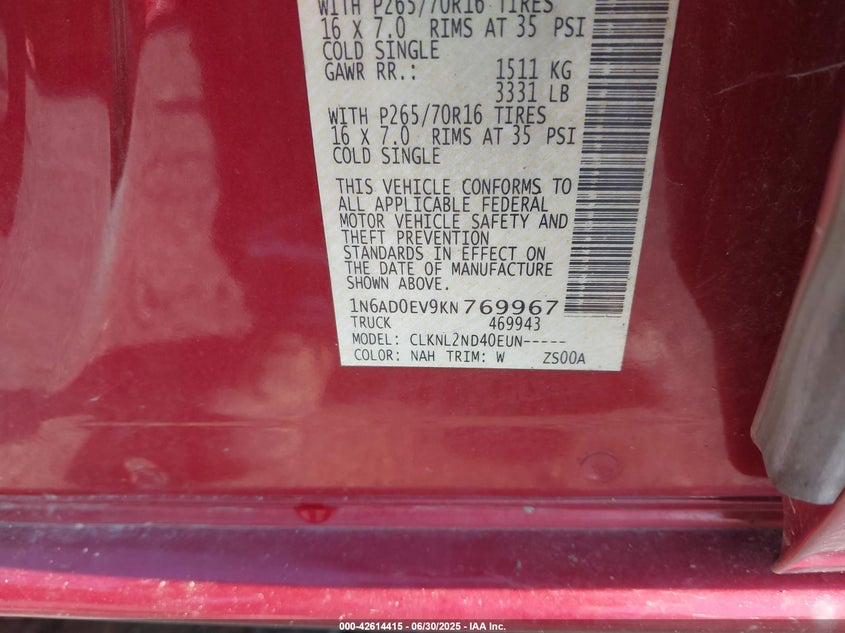 WITH P265/70R16 TIRES
16 X 7.0 RIMS AT 35 PSI
COLD SINGLE
GAWR RR.: 1511 KG
3331 LB
WITH P265/70R16 TIRES
16 X 7.0 RIMS AT 35 PSI
COLD SINGLE
THIS VEHICLE CONFORMS TO
ALL APPLICABLE FEDERAL
MOTOR VEHICLE SAFETY AND
THEFT PREVENTION
STANDARDS IN EFFECT ON
THE DATE OF MANUFACTURE
SHOWN ABOVE.
1N6AD0EV9KN769967
TRUCK 469943
MODEL: CLKNL2ND40EUN-----
COLOR: NAH TRIM: W ZS00A
000-42614415 • 06/30/2025 - IAA Inc.